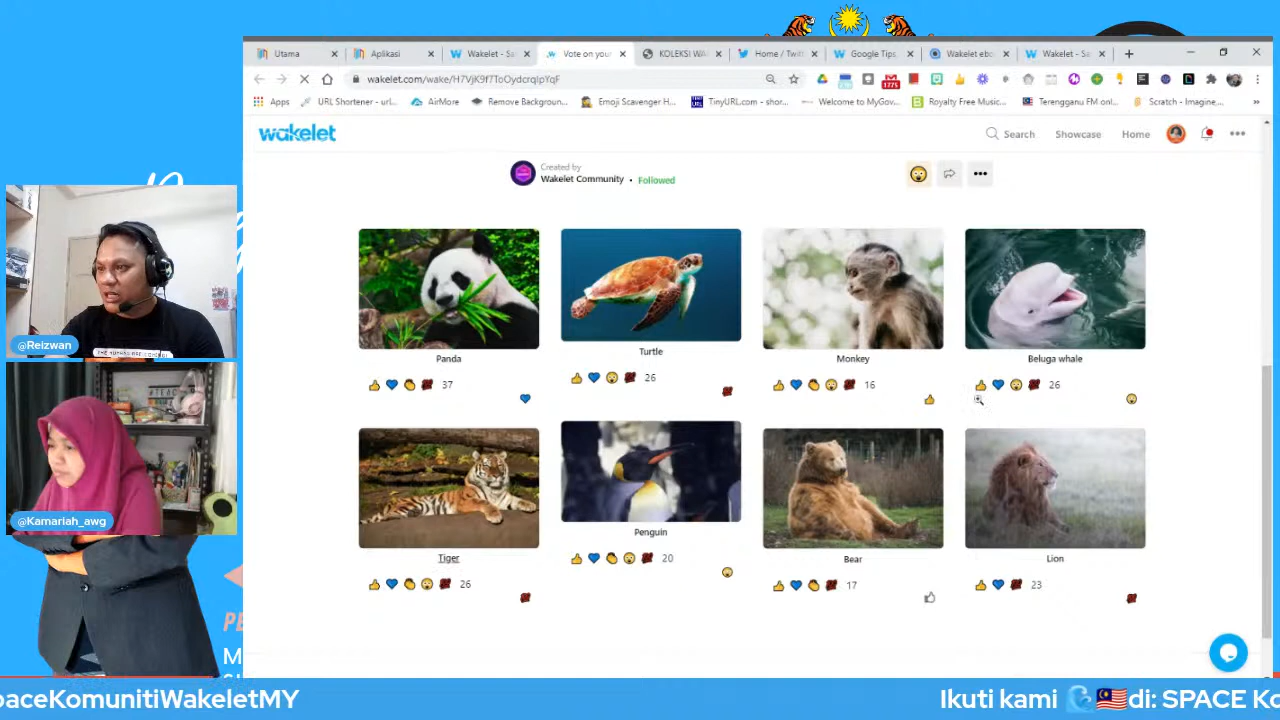 Utama
Aplikasi
Wakelet - Sa
Vote on your
KOLEKSI WA
Home / Twitt
Google Tips
Wakelet ebo
Wakelet - Sa
wakelet.com/wake/H7VjK9f7ToOydcrqIpYqF
1775
Apps
URL Shortener - url...
AirMore
Remove Backgroun...
Emoji Scavenger H...
TinyURL.com - shor...
Welcome to MyGov...
Royalty Free Music...
Terengganu FM onl...
Scratch - Imagine,...
wakelet
Search
Showcase
Home
Created by
Wakelet Community • Followed
Panda
Turtle
Monkey
Beluga whale
37
26
16
26
Tiger
Penguin
Bear
Lion
26
20
17
23
@Reizwan
@Kamariah_awg
M
paceKomunitiWakeletMY
Ikuti kami
di: SPACE Ko